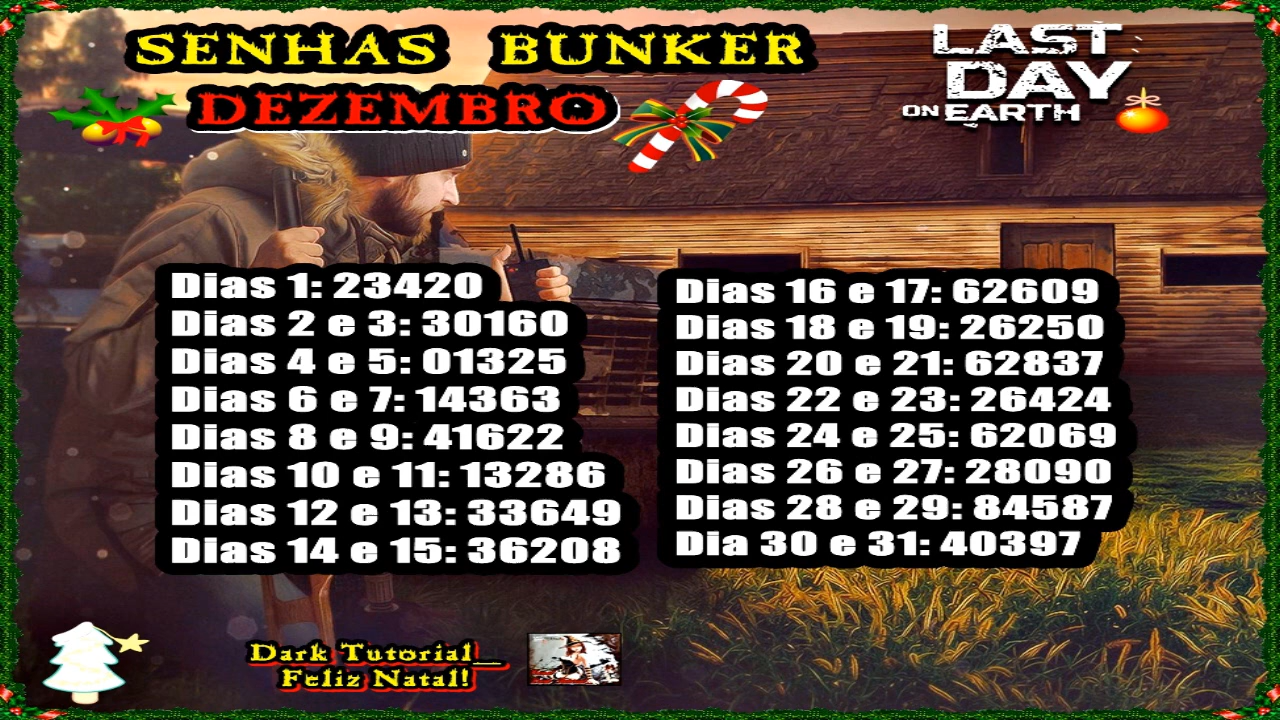 SENHAS BUNKER
DEZEMBRO
LAST
DAY
ON EARTH
Dias 1: 23420
Dias 2 e 3: 30160
Dias 4 e 5: 01325
Dias 6 e 7: 14363
Dias 8 e 9: 41622
Dias 10 e 11: 13286
Dias 12 e 13: 33649
Dias 14 e 15: 36208
Dias 16 e 17: 62609
Dias 18 e 19: 26250
Dias 20 e 21: 62837
Dias 22 e 23: 26424
Dias 24 e 25: 62069
Dias 26 e 27: 28090
Dias 28 e 29: 84587
Dia 30 e 31: 40397
Dark Tutorial__
Feliz Natal!